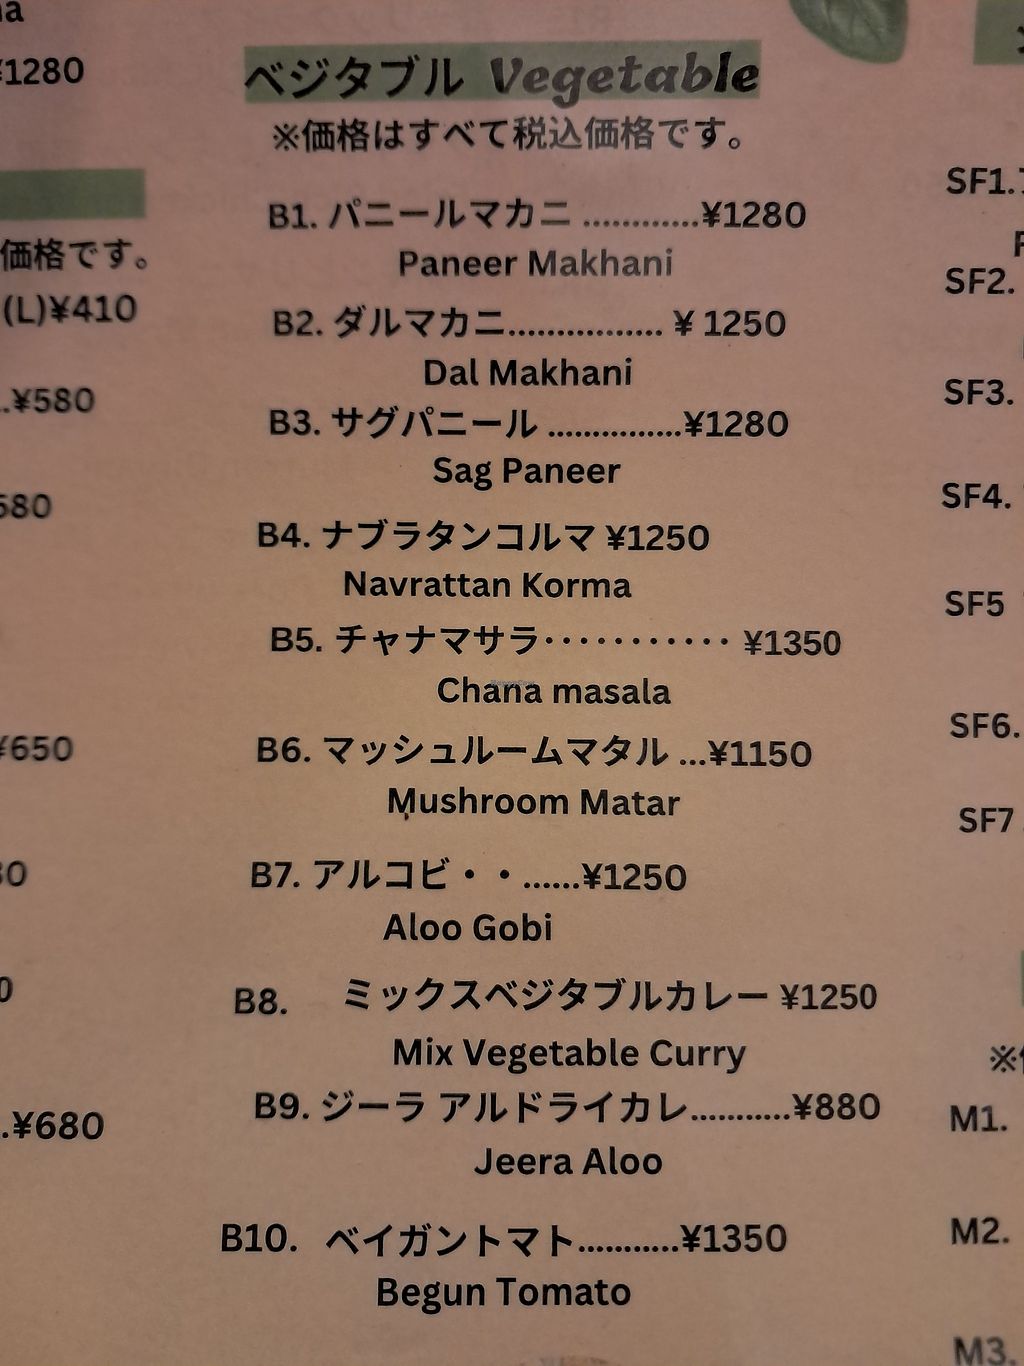 ¥1280
価格です。
(L)¥410
.¥580
580
¥650
.¥680
ベジタブル Vegetable
※価格はすべて税込価格です。
B1. パニールマカニ ............¥1280
Paneer Makhani
B2. ダルマカニ................. ¥ 1250
Dal Makhani
B3. サグパニール ...............¥1280
Sag Paneer
B4. ナブラタンコルマ ¥1250
Navrattan Korma
B5. チャナマサラ・・・・・・・・・・・ ¥1350
Chana masala
B6. マッシュルームマタル ...¥1150
Mushroom Matar
B7. アルコビ・・......¥1250
Aloo Gobi
B8. ミックスベジタブルカレー ¥1250
Mix Vegetable Curry
B9. ジーラ アルドライカレ...........¥880
Jeera Aloo
B10. ベイガントマト...........¥1350
Begun Tomato
SF1.
SF2.
SF3.
SF4.
SF5
SF6.
SF7
※
M1.
M2.
M3.